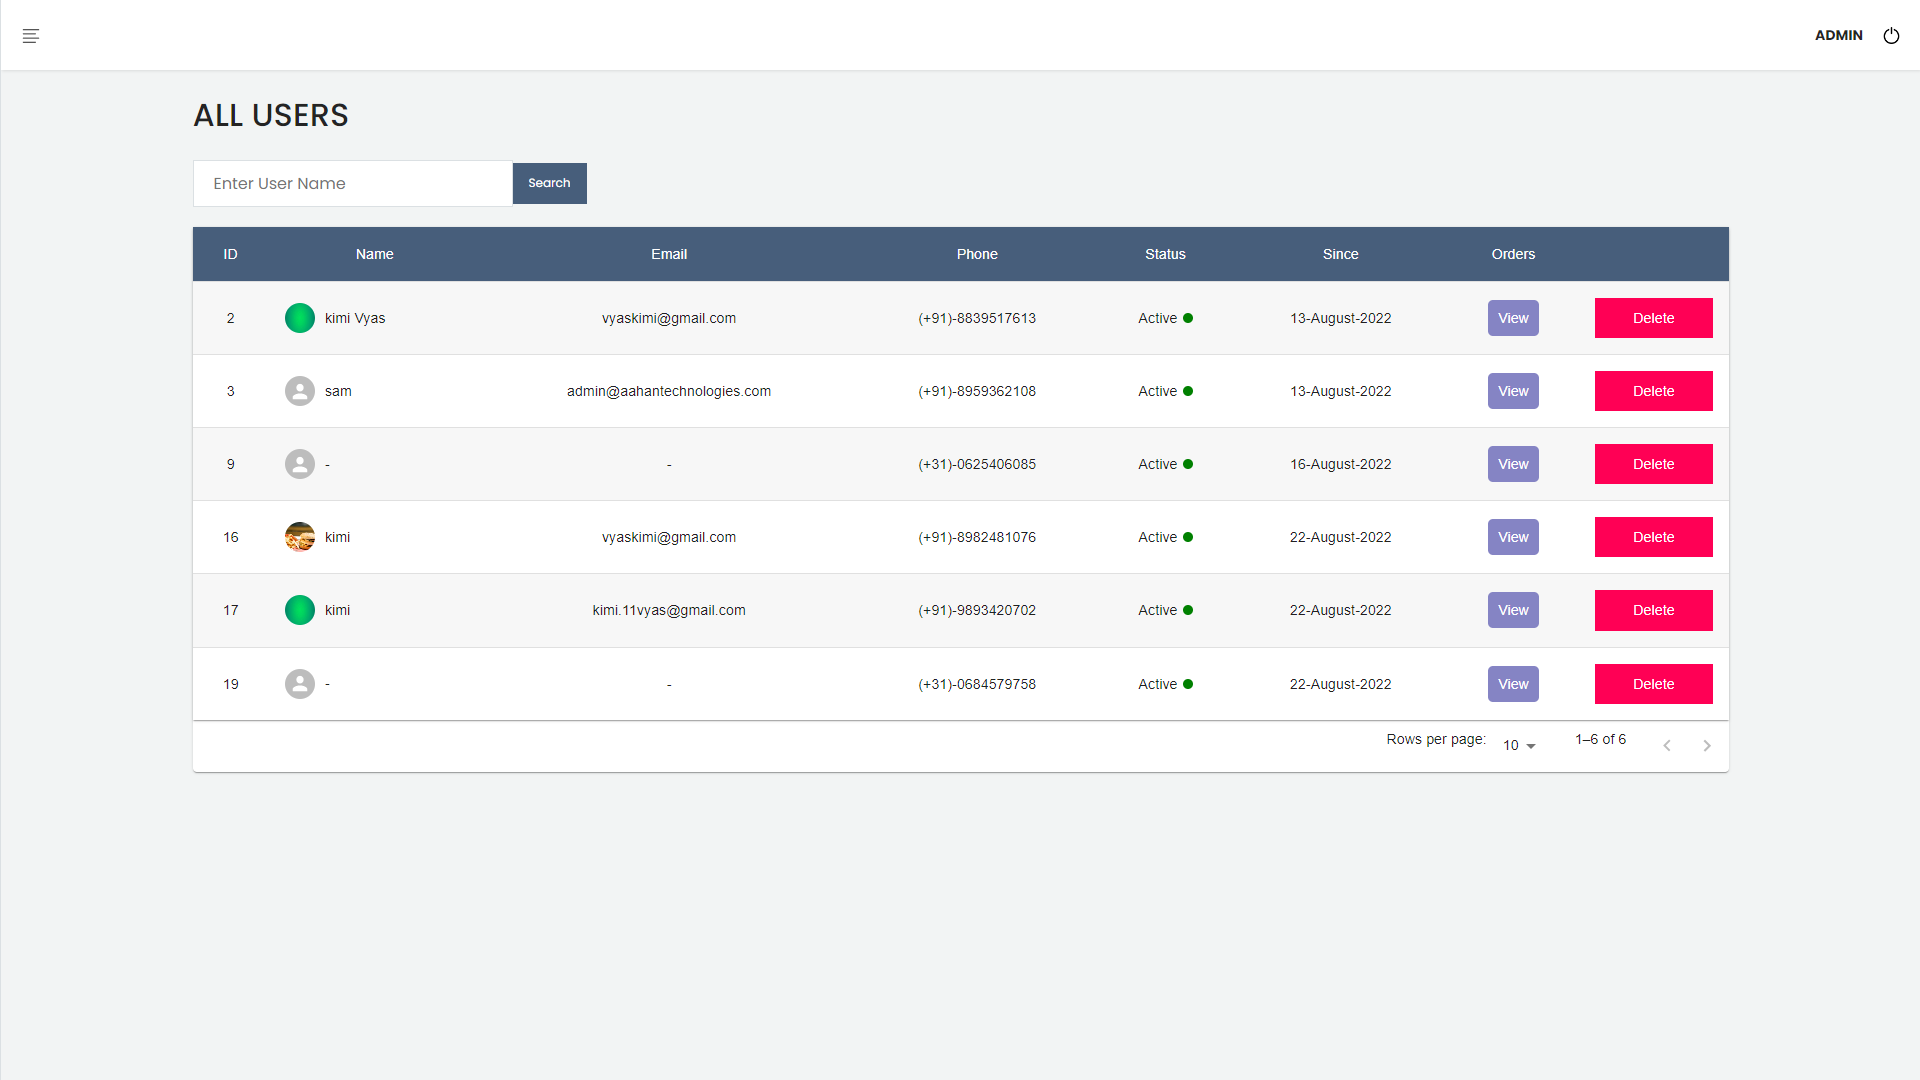 ADMIN
ALL USERS
Enter User Name Search
ID Name Email Phone Status Since Orders
2 kimi Vyas vyaskimi@gmail.com (+91)-8839517613 Active 13-August-2022 View Delete
3 sam admin@aahantechnologies.com (+91)-8959362108 Active 13-August-2022 View Delete
9 - - (+31)-0625406085 Active 16-August-2022 View Delete
16 kimi vyaskimi@gmail.com (+91)-8982481076 Active 22-August-2022 View Delete
17 kimi kimi.11vyas@gmail.com (+91)-9893420702 Active 22-August-2022 View Delete
19 - - (+31)-0684579758 Active 22-August-2022 View Delete
Rows per page: 10 1–6 of 6